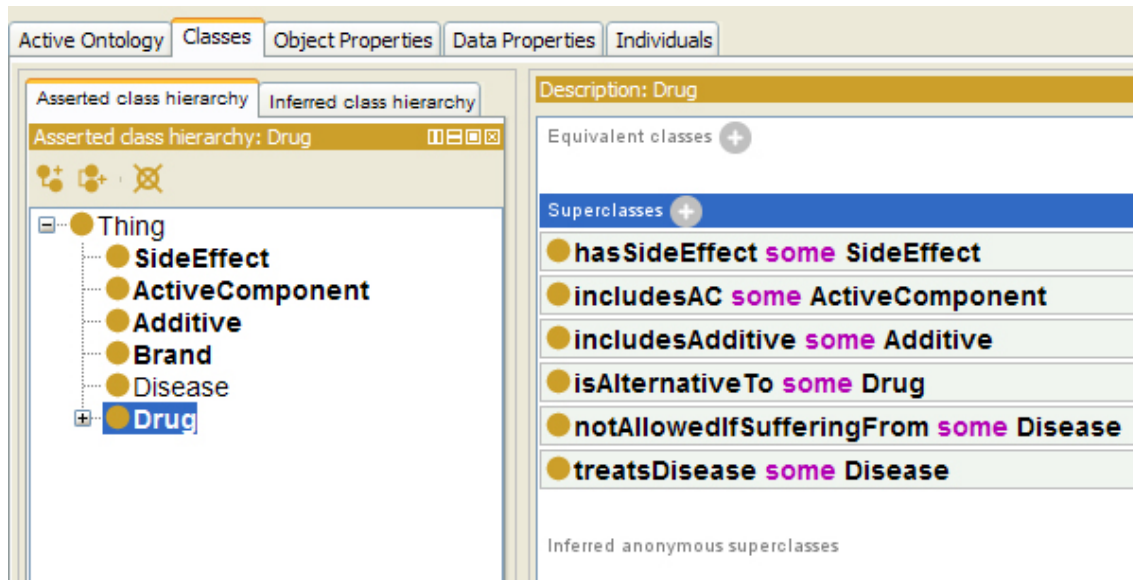 Active Ontology Classes Object Properties Data Properties Individuals
Asserted class hierarchy Inferred class hierarchy
Asserted class hierarchy: Drug
Thing
SideEffect
ActiveComponent
Additive
Brand
Disease
Drug
Description: Drug
Equivalent classes
Superclasses
hasSideEffect some SideEffect
includesAC some ActiveComponent
includesAdditive some Additive
isAlternativeTo some Drug
notAllowedIfSufferingFrom some Disease
treatsDisease some Disease
Inferred anonymous superclasses